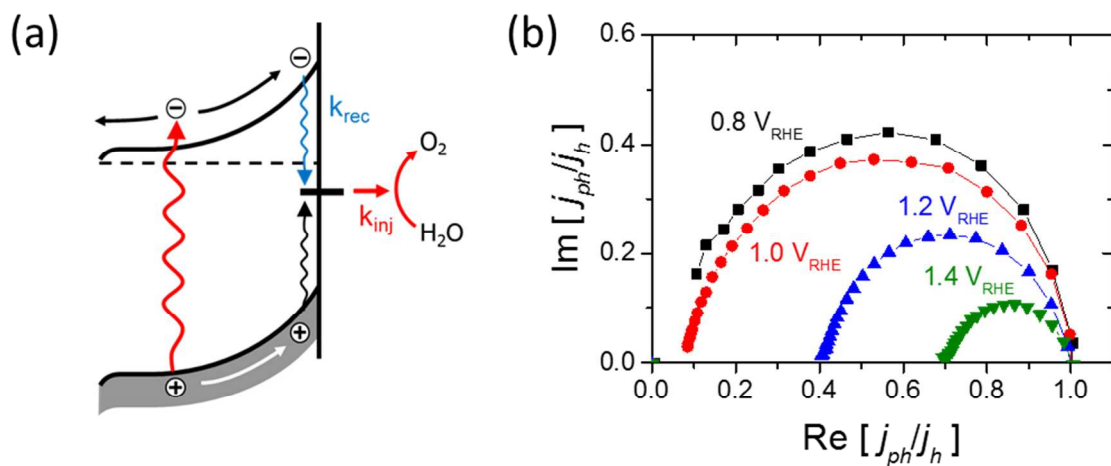 (a)
⊖
⊖
k_rec
O₂
k_inj
H₂O
⊕
⊕
(b)
0.6
0.4
0.2
0.0
Im [ j_ph/j_h ]
0.8 V_RHE
1.0 V_RHE
1.2 V_RHE
1.4 V_RHE
0.0 0.2 0.4 0.6 0.8 1.0
Re [ j_ph/j_h ]